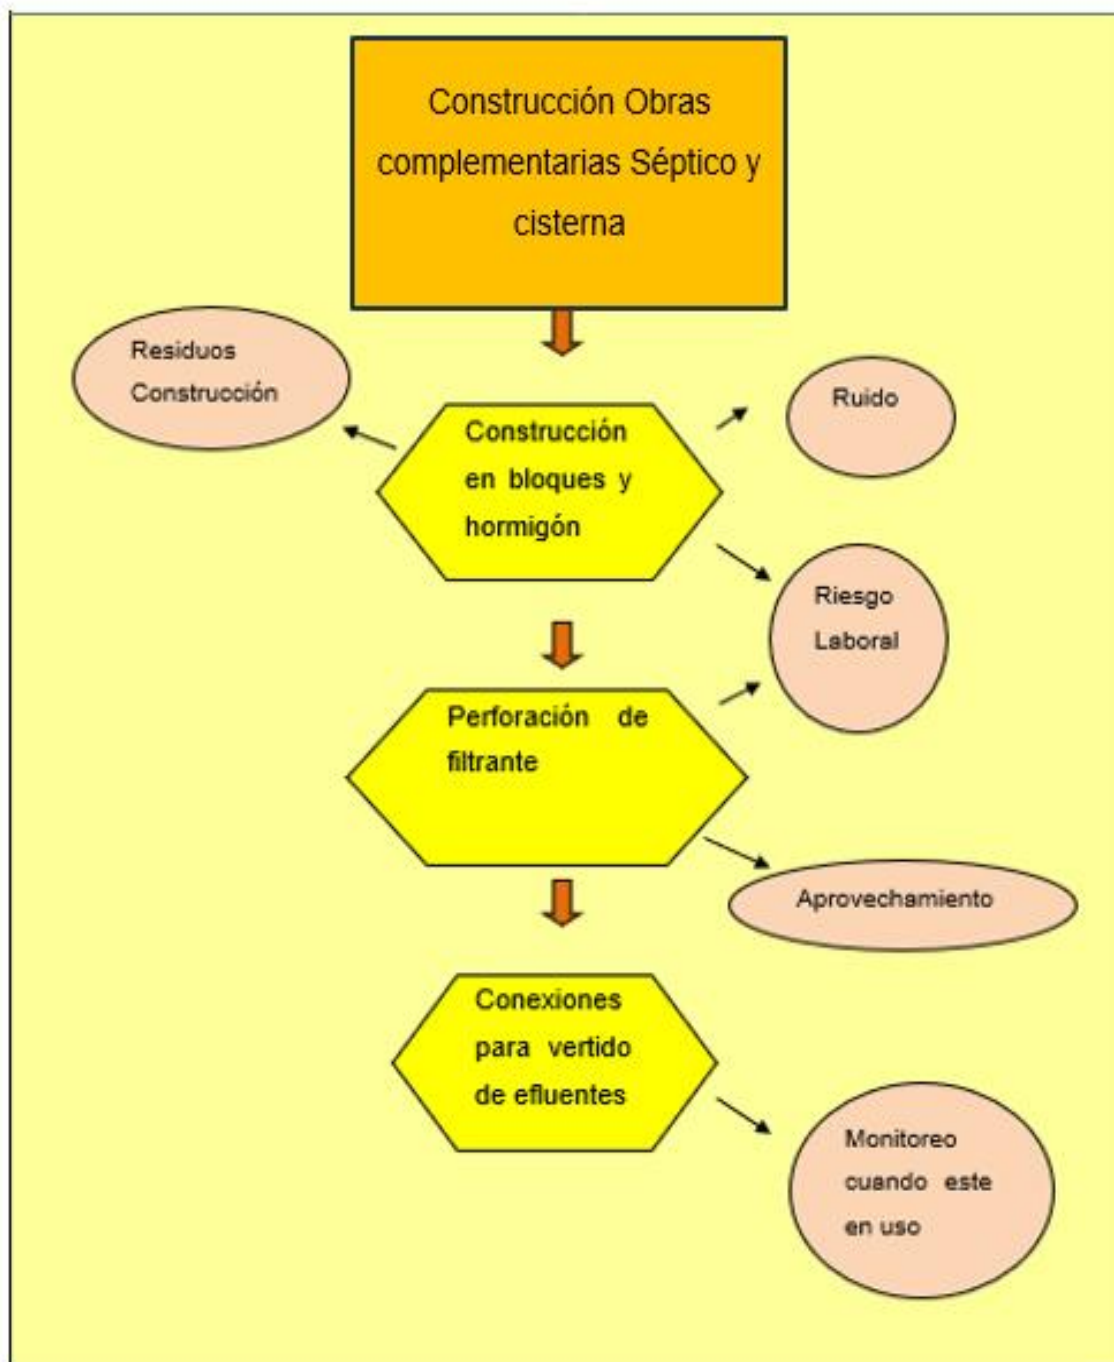 Construcción Obras
complementarias Séptico y
cisterna
Residuos
Construcción
Construcción
en bloques y
hormigón
Ruido
Riesgo
Laboral
Perforación de
filtrante
Aprovechamiento
Conexiones
para vertido
de efluentes
Monitoreo
cuando este
en uso